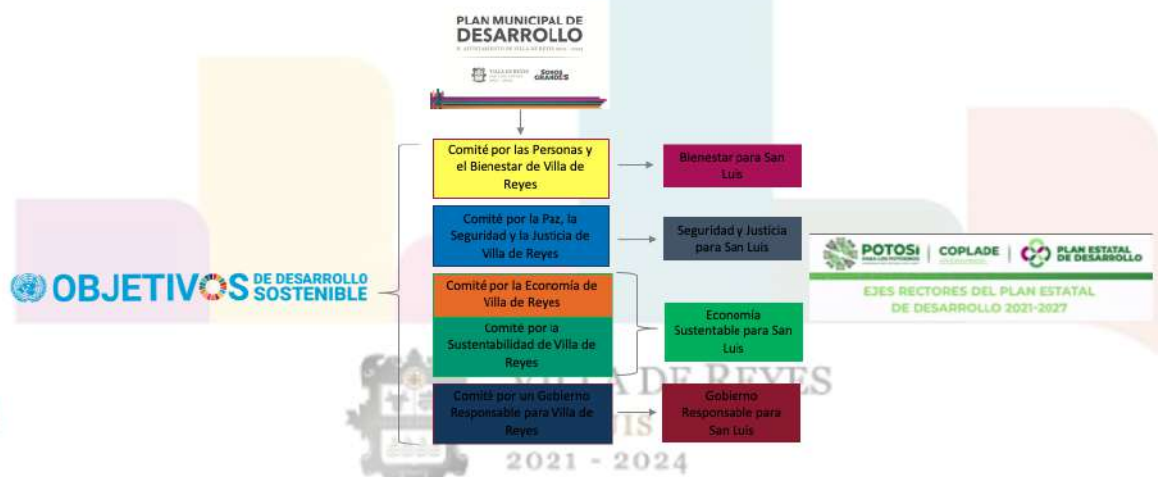 PLAN MUNICIPAL DE
DESARROLLO
VILLA DE REYES
SOMOS
GRANDES
Comité por las Personas y
el Bienestar de Villa de
Reyes
Bienestar para San
Luis
Comité por la Paz, la
Seguridad y la Justicia de
Villa de Reyes
Seguridad y Justicia
para San Luis
OBJETIVOS DE DESARROLLO
SOSTENIBLE
Comité por la Economía de
Villa de Reyes
Comité por la
Sustentabilidad de Villa de
Reyes
Economía
Sustentable para San
Luis
Comité por un Gobierno
Responsable para Villa de
Reyes
Gobierno
Responsable para
San Luis
POTOSÍ
COPLADE
PLAN ESTATAL
DE DESARROLLO
EJES RECTORES DEL PLAN ESTATAL
DE DESARROLLO 2021-2027
DE REYES
2021 - 2024